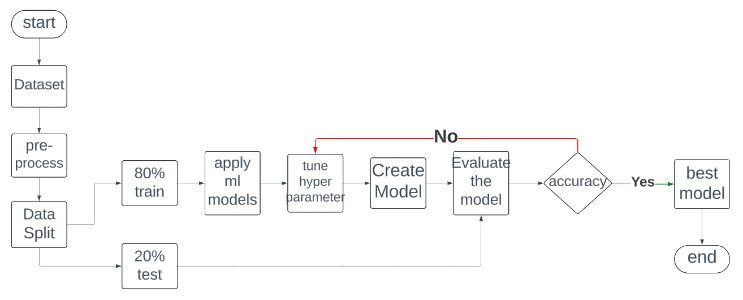 start
Dataset
pre-
process
Data
Split
80%
train
20%
test
apply
ml
models
tune
hyper
parameter
Create
Model
Evaluate
the
model
No
accuracy
Yes
best
model
end